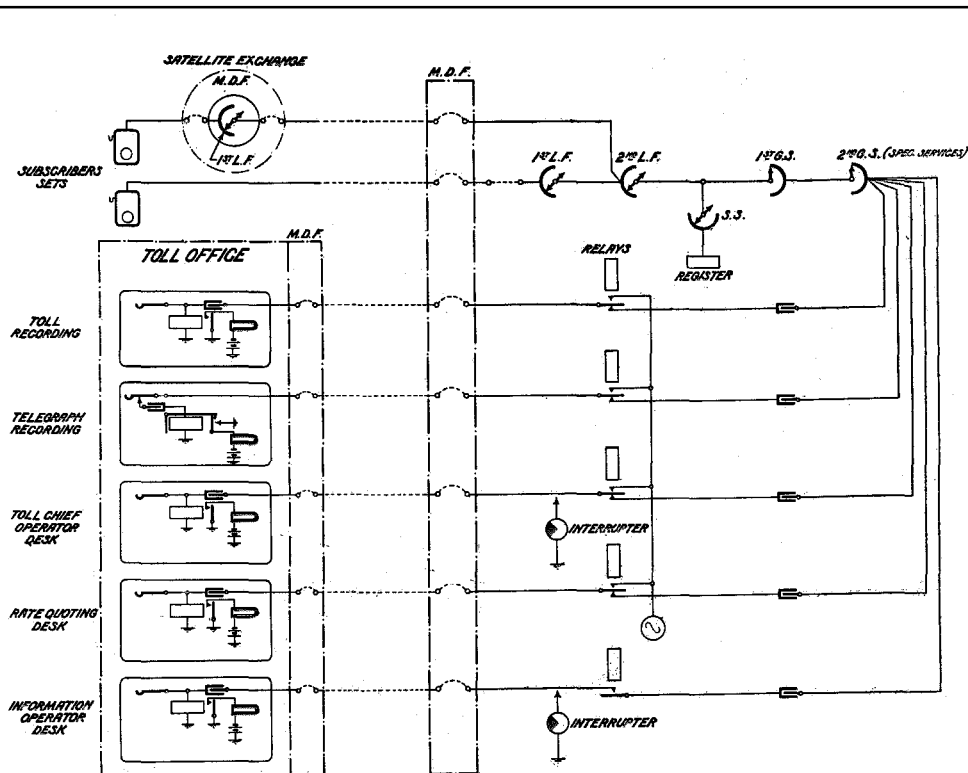 SATELLITE EXCHANGE
M.D.F.
M.D.F.
1ST L.F.
SUBSCRIBERS
SETS
1ST L.F.
2ND L.F.
1ST G.S.
2ND G.S. (SPEC. SERVICES)
S.S.
REGISTER
M.D.F.
TOLL OFFICE
RELAYS
TOLL
RECORDING
TELEGRAPH
RECORDING
TOLL CHIEF
OPERATOR
DESK
INTERRUPTER
RATE QUOTING
DESK
INFORMATION
OPERATOR
DESK
INTERRUPTER